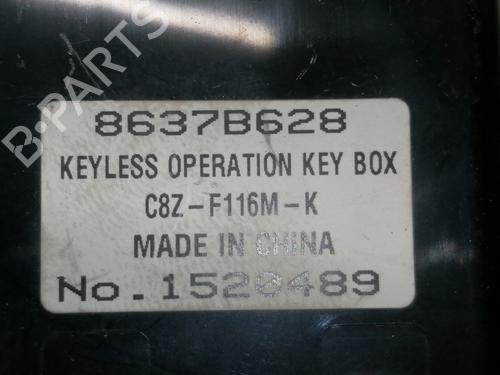 B-PARTS
8637B628
KEYLESS OPERATION KEY BOX
C8Z-F116M-K
MADE IN CHINA
No.1520489